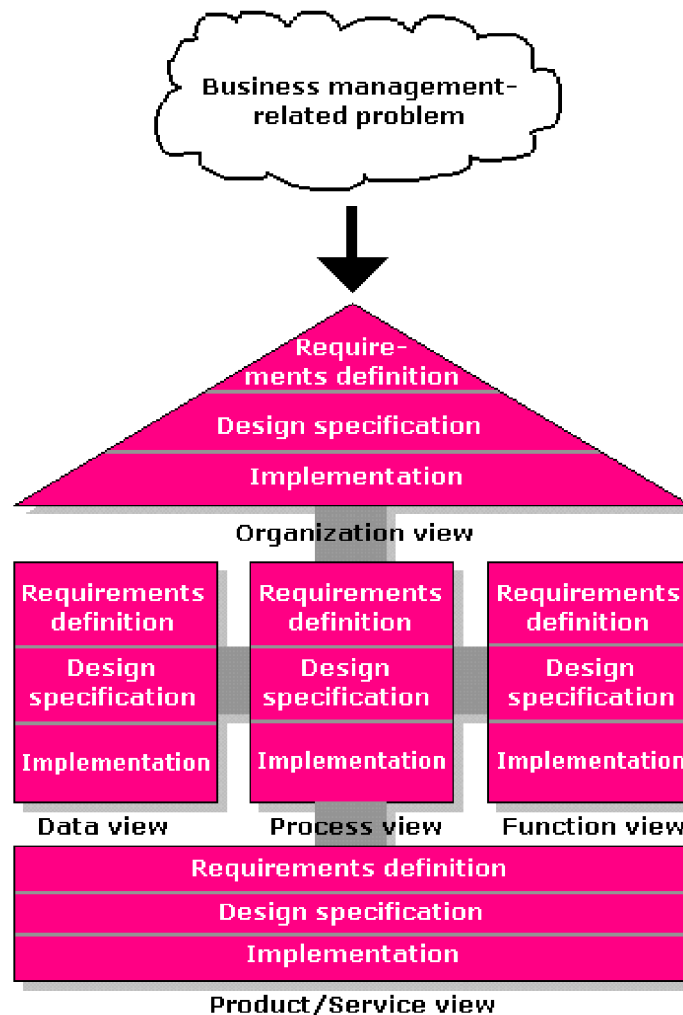 Business management-
related problem
Require-
ments definition
Design specification
Implementation
Organization view
Requirements
definition
Design
specification
Implementation
Data view
Requirements
definition
Design
specification
Implementation
Process view
Requirements
definition
Design
specification
Implementation
Function view
Requirements definition
Design specification
Implementation
Product/Service view